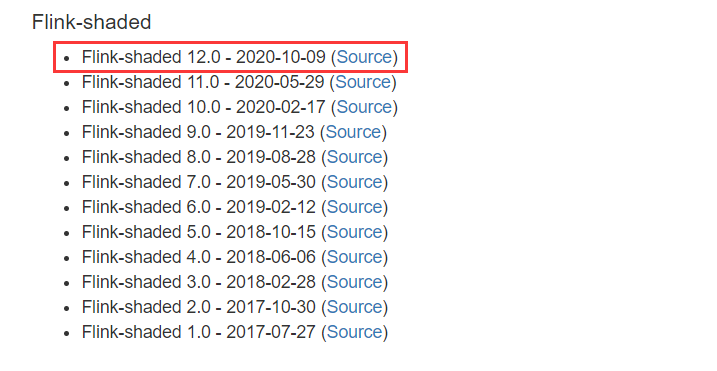 Flink-shaded
Flink-shaded 12.0 - 2020-10-09 (Source)
Flink-shaded 11.0 - 2020-05-29 (Source)
Flink-shaded 10.0 - 2020-02-17 (Source)
Flink-shaded 9.0 - 2019-11-23 (Source)
Flink-shaded 8.0 - 2019-08-28 (Source)
Flink-shaded 7.0 - 2019-05-30 (Source)
Flink-shaded 6.0 - 2019-02-12 (Source)
Flink-shaded 5.0 - 2018-10-15 (Source)
Flink-shaded 4.0 - 2018-06-06 (Source)
Flink-shaded 3.0 - 2018-02-28 (Source)
Flink-shaded 2.0 - 2017-10-30 (Source)
Flink-shaded 1.0 - 2017-07-27 (Source)